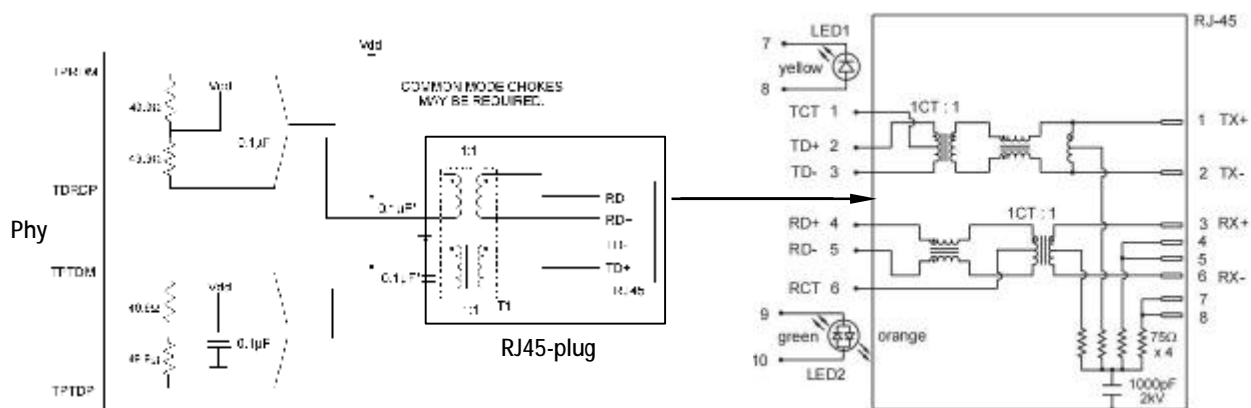 Phy
TPRDM
TPTDM
TPTDP
Vdd
0.1µF
Vdd
0.1µF
Vdd
COMMON MODE CHOKES
MAY BE REQUIRED.
1:1
0.1µF*
0.1µF*
RD
TD+
RJ45
1:1
T1
RJ45-plug
RJ-45
LED1
7
yellow
8
TCT 1
TD+ 2
TD- 3
1CT : 1
1 TX+
2 TX-
RD+ 4
RD- 5
RCT 6
1CT : 1
3 RX+
4
5
6 RX-
7
8
9
green
orange
10
LED2
75Ω
x 4
1000pF
2kV